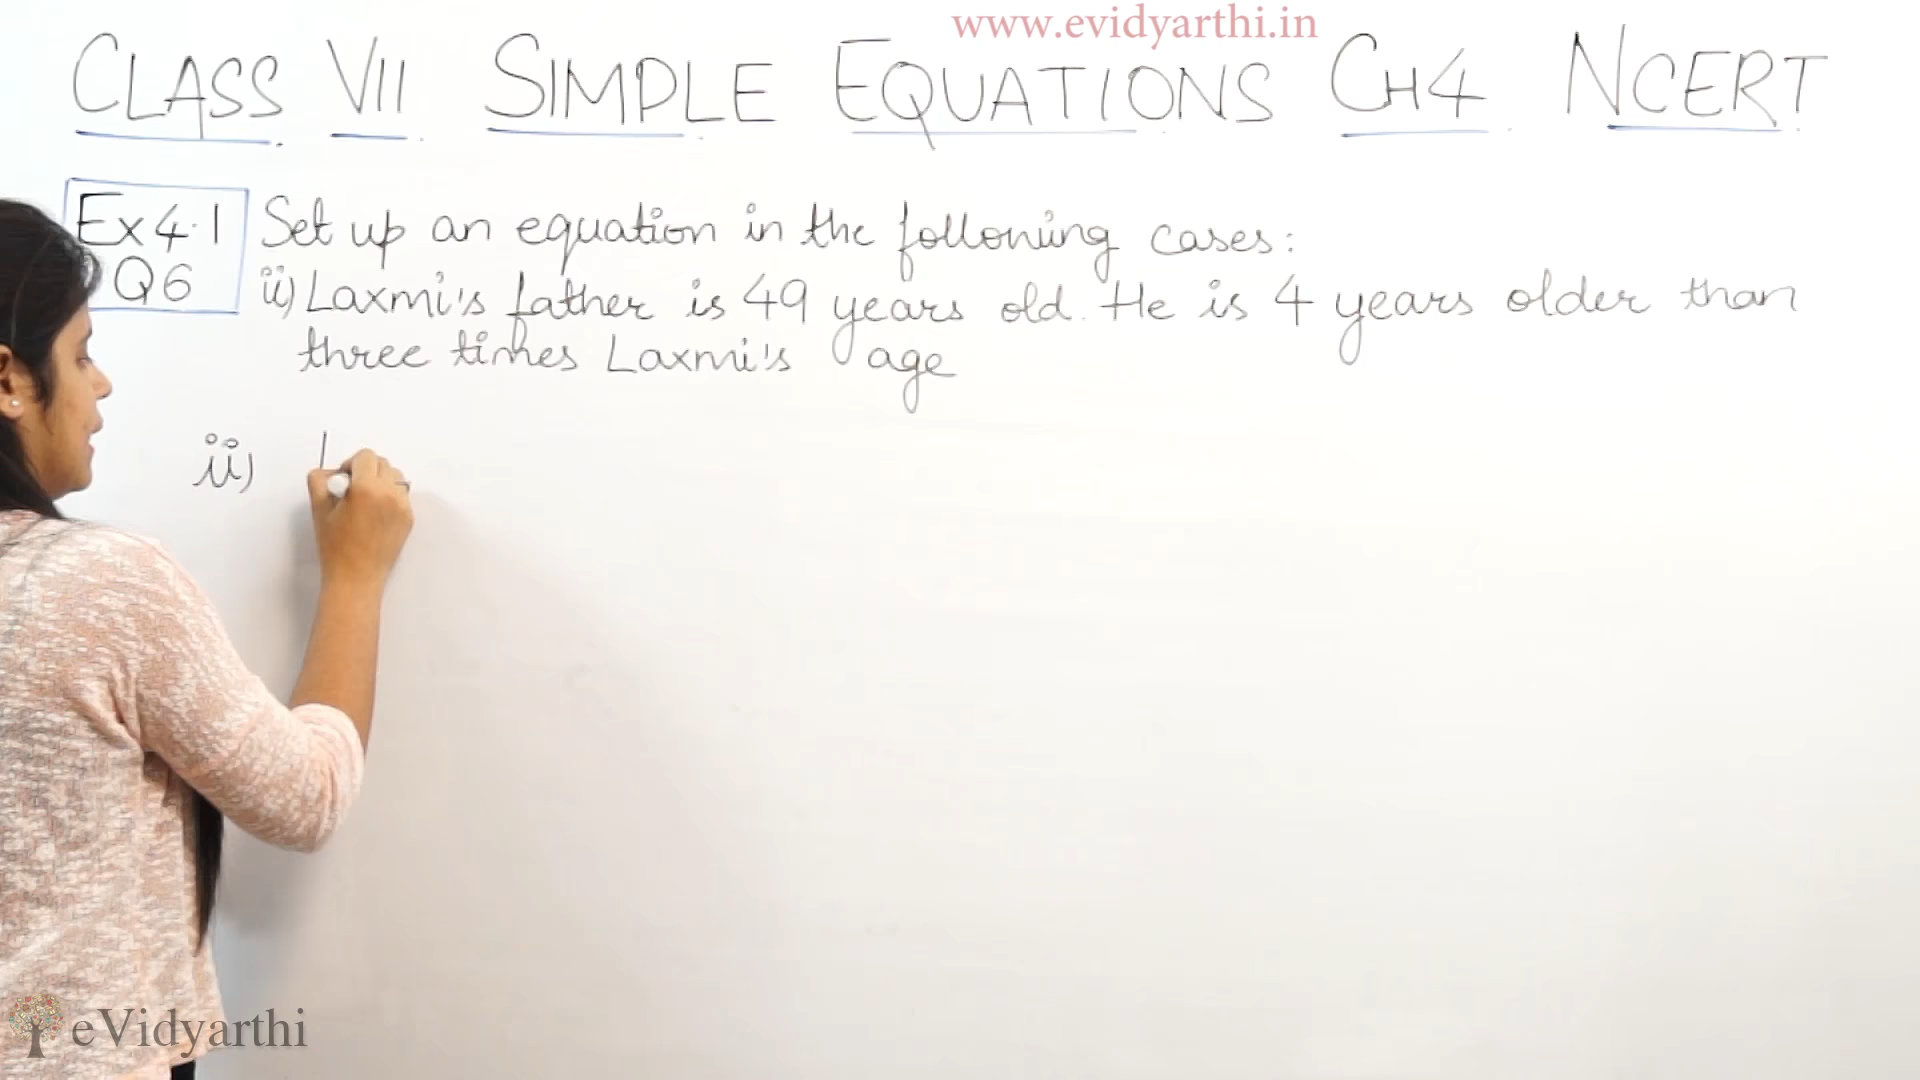 www.evidyarthi.in
CLASS VII SIMPLE EQUATIONS CH4 NCERT
Ex 4.1 Set up an equation in the following cases:
Q6 ii) Laxmi's father is 49 years old. He is 4 years older than
three times Laxmi's age
ii) L
eVidyarthi